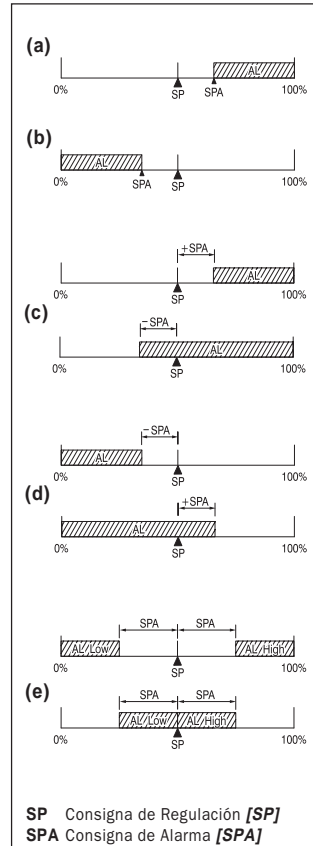 (a)
AL
0% SP SPA 100%
(b)
AL
0% SPA SP 100%
+SPA
AL
0% SP 100%
(c)
−SPA
AL
0% SP 100%
−SPA
AL
0% SP 100%
(d)
+SPA
AL
0% SP 100%
SPA SPA
AL Low AL High
0% SP 100%
(e)
SPA SPA
AL Low AL High
0% SP 100%
SP Consigna de Regulación [SP]
SPA Consigna de Alarma [SPA]